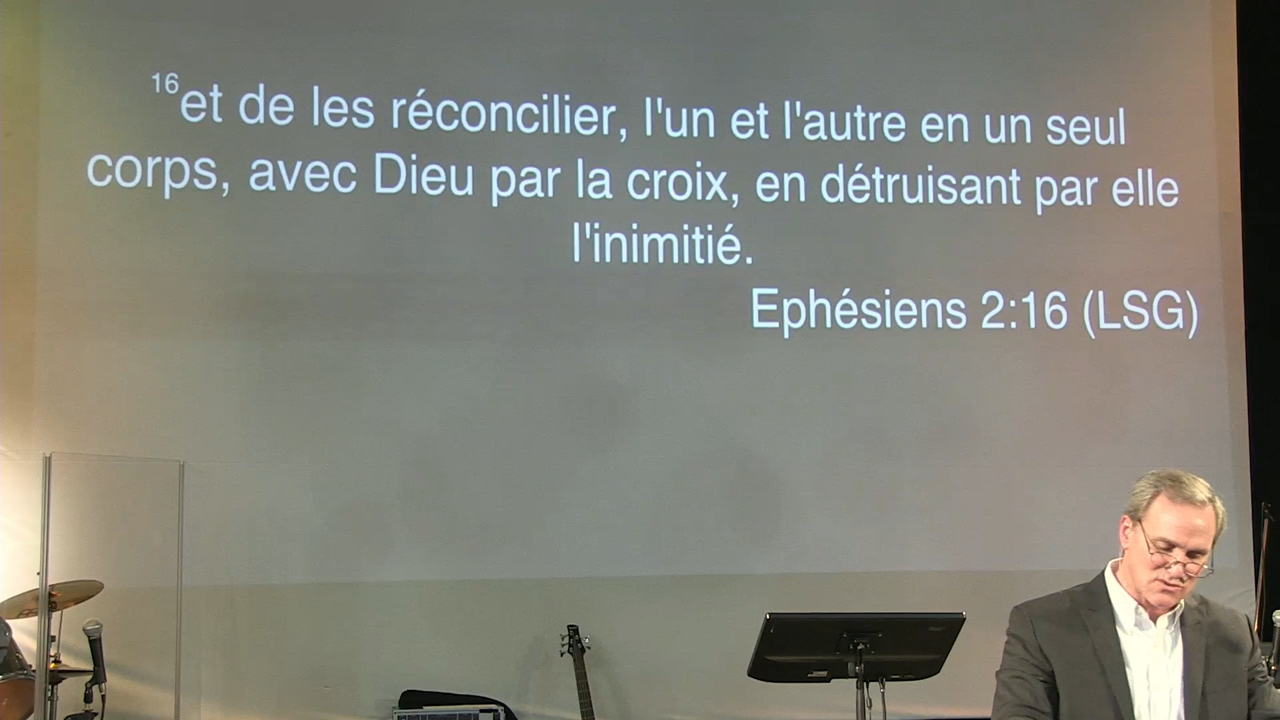 16et de les réconcilier, l'un et l'autre en un seul
corps, avec Dieu par la croix, en détruisant par elle
l'inimitié.
Ephésiens 2:16 (LSG)